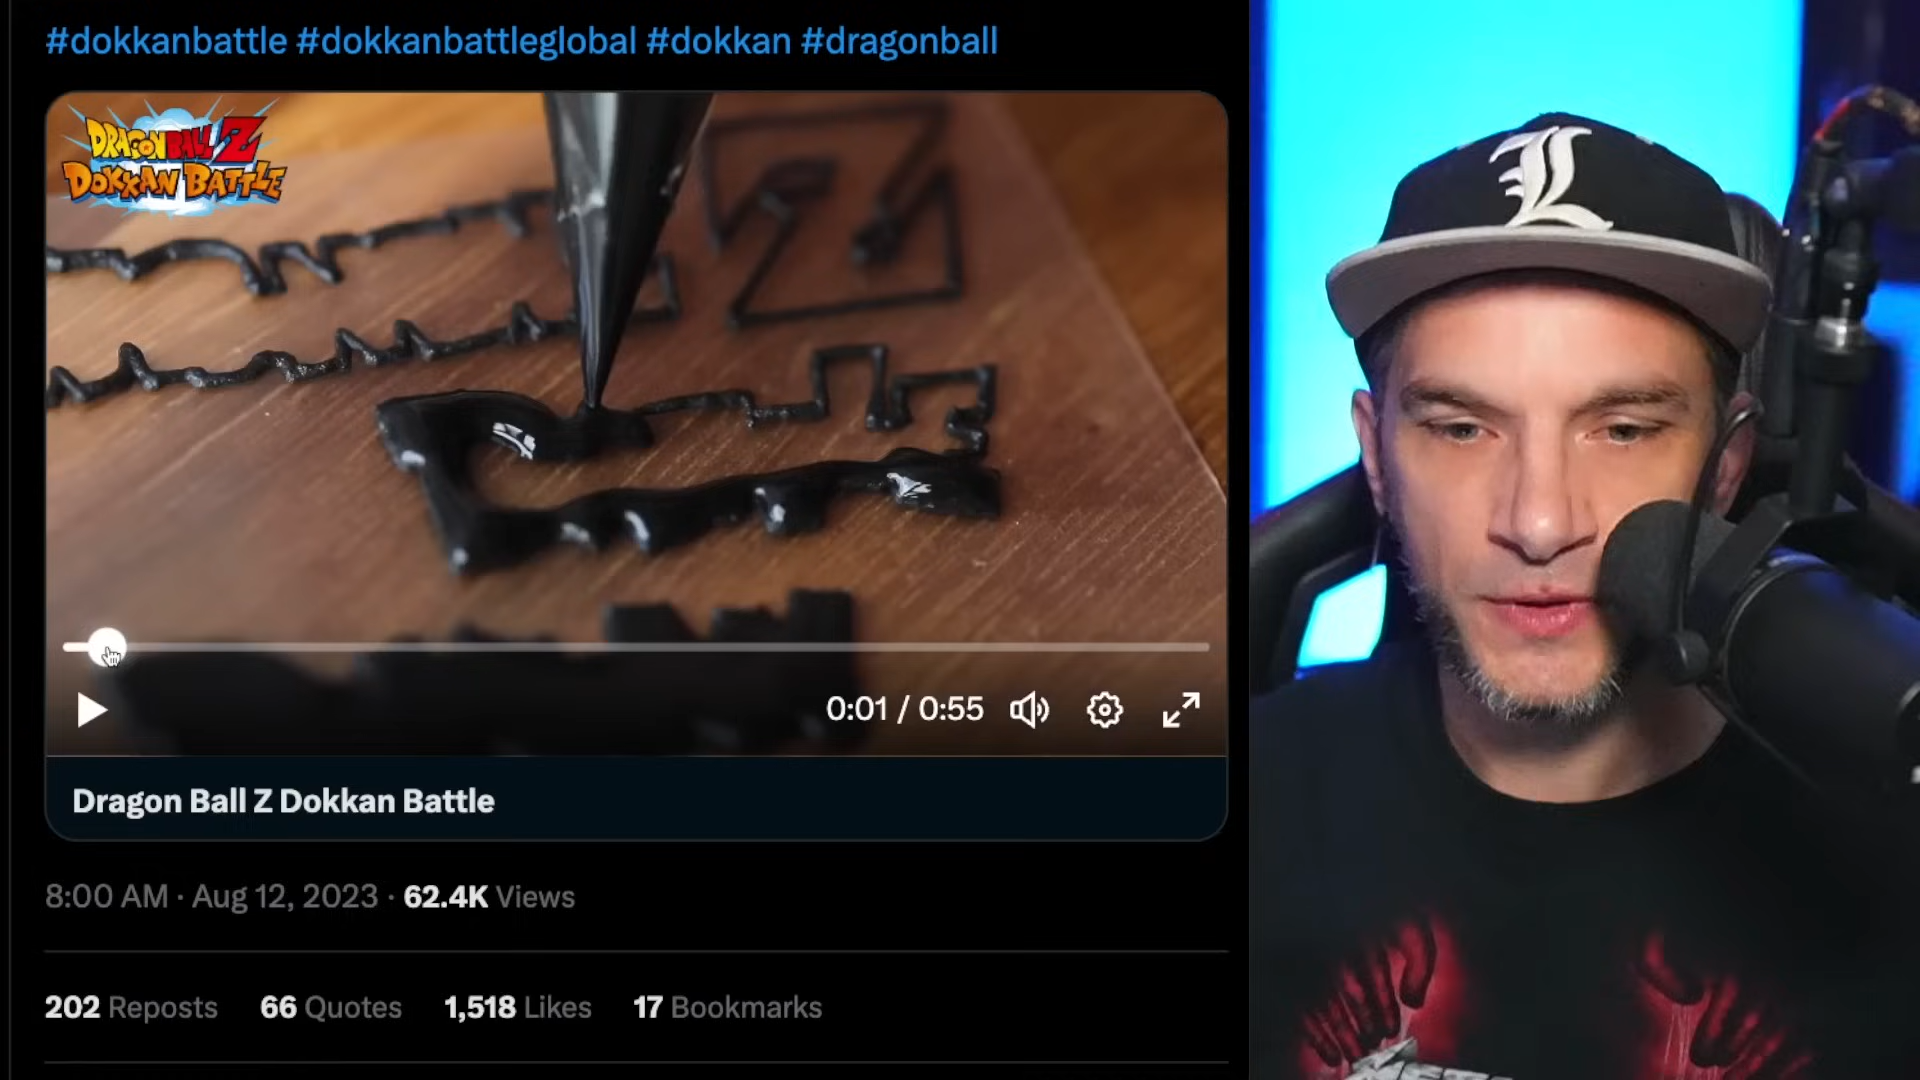 #dokkanbattle #dokkanbattleglobal #dokkan #dragonball
DRAGON BALL Z
DOKKAN BATTLE
L
Z
0:01 / 0:55
Dragon Ball Z Dokkan Battle
8:00 AM · Aug 12, 2023 · 62.4K Views
202 Reposts 66 Quotes 1,518 Likes 17 Bookmarks